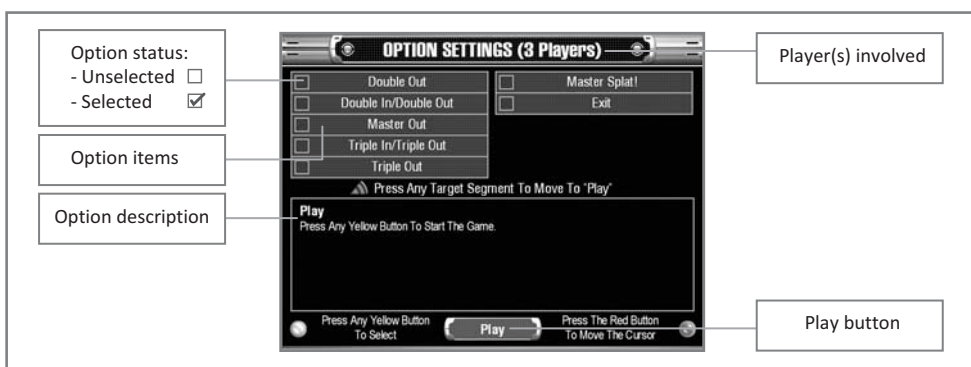 Option status:
- Unselected ☐
- Selected ☑
Option items
Option description
OPTION SETTINGS (3 Players)
Double Out
Double In/Double Out
Master Out
Triple In/Triple Out
Triple Out
Master Splat!
Exit
Press Any Target Segment To Move To "Play"
Play
Press Any Yellow Button To Start The Game.
Press Any Yellow Button
To Select
Play
Press The Red Button
To Move The Cursor
Player(s) involved
Play button